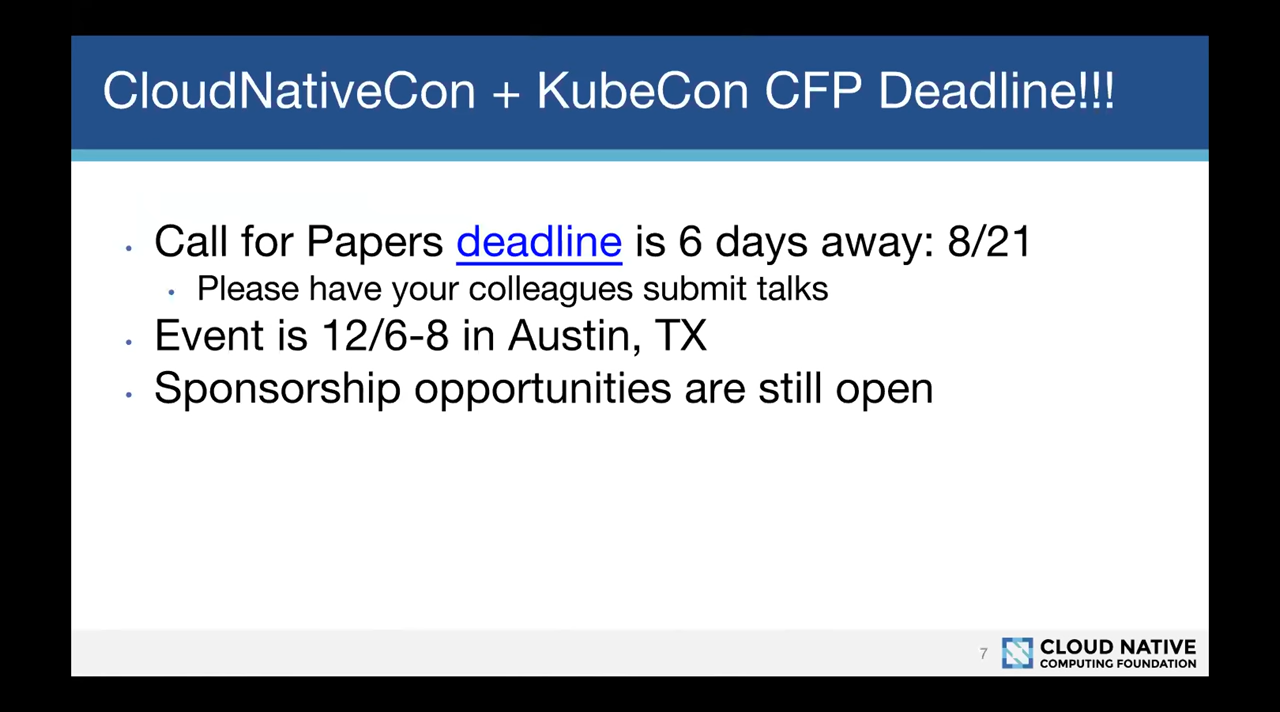 CloudNativeCon + KubeCon CFP Deadline!!!
Call for Papers deadline is 6 days away: 8/21
Please have your colleagues submit talks
Event is 12/6-8 in Austin, TX
Sponsorship opportunities are still open
7
CLOUD NATIVE
COMPUTING FOUNDATION